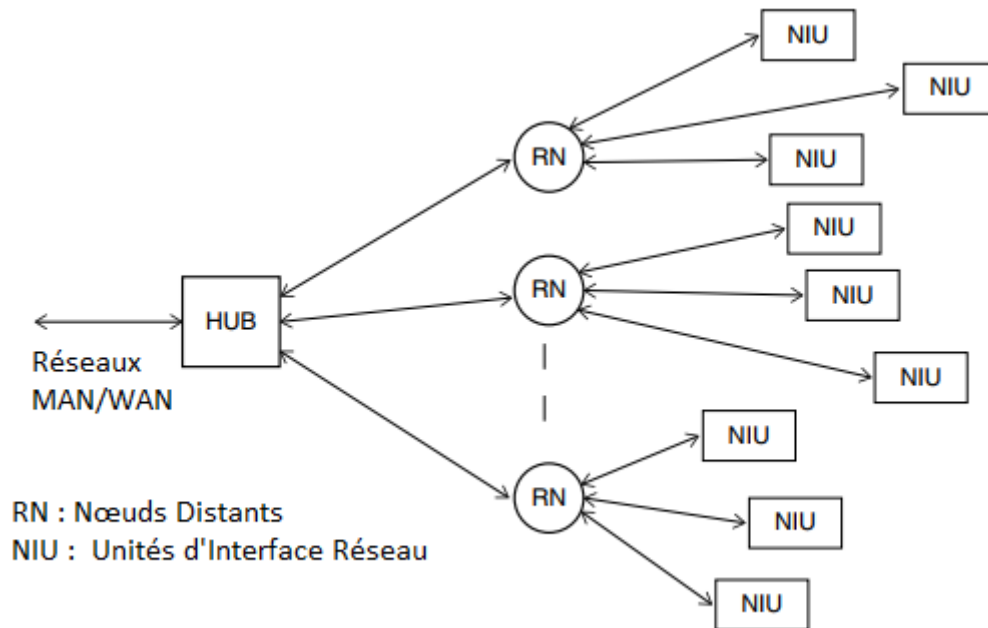 NIU
NIU
RN
NIU
NIU
RN
NIU
HUB
Réseaux
MAN/WAN
NIU
NIU
RN
RN : Nœuds Distants
NIU
NIU : Unités d'Interface Réseau
NIU